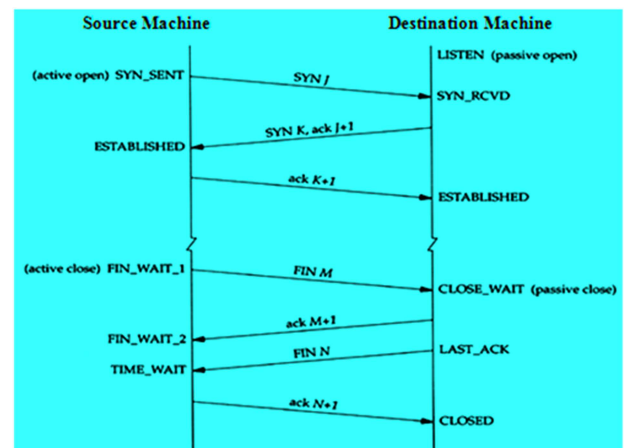 Source Machine Destination Machine
LISTEN (passive open)
(active open) SYN_SENT
SYN J
SYN_RCVD
SYN K, ack J+1
ESTABLISHED
ack K+1
ESTABLISHED
(active close) FIN_WAIT_1
FIN M
CLOSE_WAIT (passive close)
ack M+1
FIN_WAIT_2
FIN N
LAST_ACK
TIME_WAIT
ack N+1
CLOSED